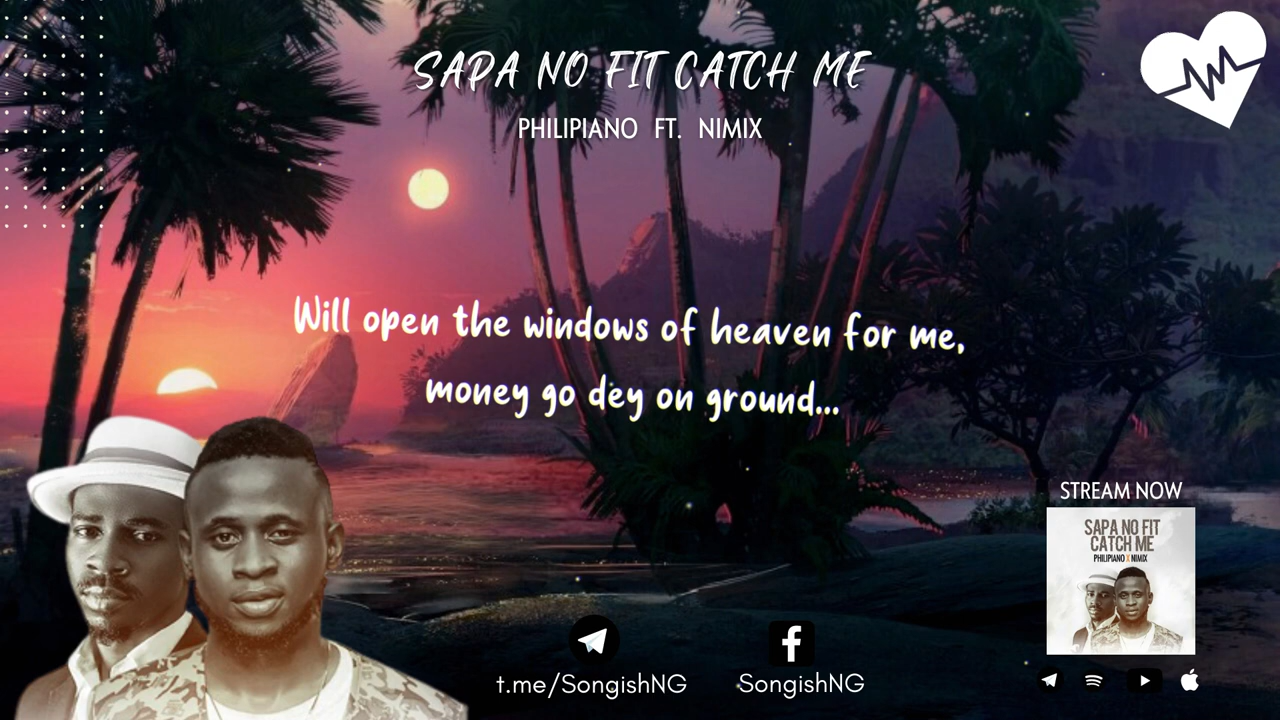 SAPA NO FIT CATCH ME
PHILIPIANO FT. NIMIX
Will open the windows of heaven for me,
money go dey on ground...
STREAM NOW
SAPA NO FIT
CATCH ME
PHILIPIANO X NIMIX
t.me/SongishNG
SongishNG